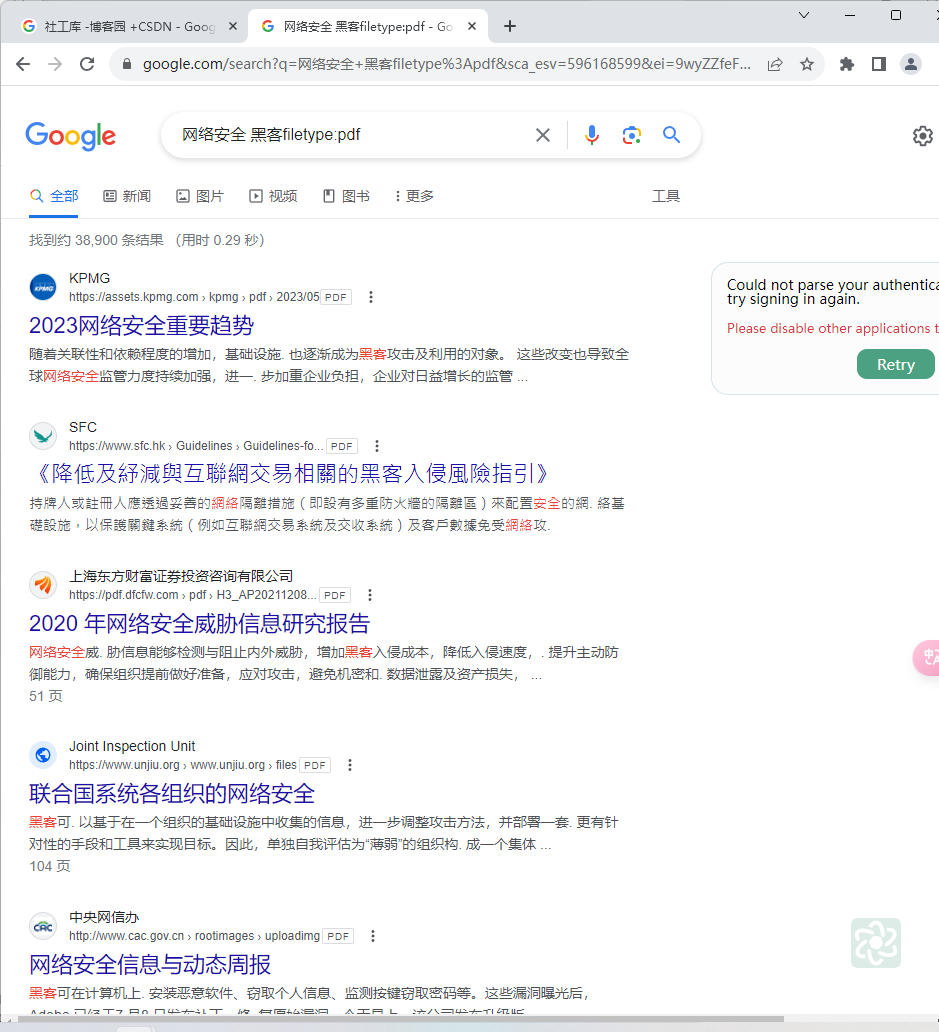 社工库 -博客园 +CSDN - Goog
网络安全 黑客filetype:pdf - Go
google.com/search?q=网络安全+黑客filetype%3Apdf&sca_esv=596168599&ei=9wyZZfeF...
Google
网络安全 黑客filetype:pdf
全部 新闻 图片 视频 图书 更多 工具
找到约 38,900 条结果 （用时 0.29 秒）
KPMG
KPMG
https://assets.kpmg.com › kpmg › pdf › 2023/05 PDF
2023网络安全重要趋势
随着关联性和依赖程度的增加，基础设施. 也逐渐成为黑客攻击及利用的对象。 这些改变也导致全
球网络安全监管力度持续加强，进一. 步加重企业负担，企业对日益增长的监管 ...
Could not parse your authentica
try signing in again.
Please disable other applications t
Retry
SFC
https://www.sfc.hk › Guidelines › Guidelines-fo... PDF
《降低及紓減與互聯網交易相關的黑客入侵風險指引》
持牌人或註冊人應透過妥善的網絡隔離措施（即設有多重防火牆的隔離區）來配置安全的網. 絡基
礎設施，以保護關鍵系統（例如互聯網交易系統及交收系統）及客戶數據免受網絡攻.
上海东方财富证券投资咨询有限公司
https://pdf.dfcfw.com › pdf › H3_AP20211208... PDF
2020 年网络安全威胁信息研究报告
网络安全威. 胁信息能够检测与阻止内外威胁，增加黑客入侵成本，降低入侵速度，. 提升主动防
御能力，确保组织提前做好准备，应对攻击，避免机密和. 数据泄露及资产损失， ...
51 页
Joint Inspection Unit
https://www.unjiu.org › www.unjiu.org › files PDF
联合国系统各组织的网络安全
黑客可. 以基于在一个组织的基础设施中收集的信息，进一步调整攻击方法，并部署一套. 更有针
对性的手段和工具来实现目标。因此，单独自我评估为“薄弱”的组织构. 成一个集体 ...
104 页
中央网信办
CAC
http://www.cac.gov.cn › rootimages › uploadimg PDF
网络安全信息与动态周报
黑客可在计算机上. 安装恶意软件、窃取个人信息、监测按键窃取密码等。这些漏洞曝光后，